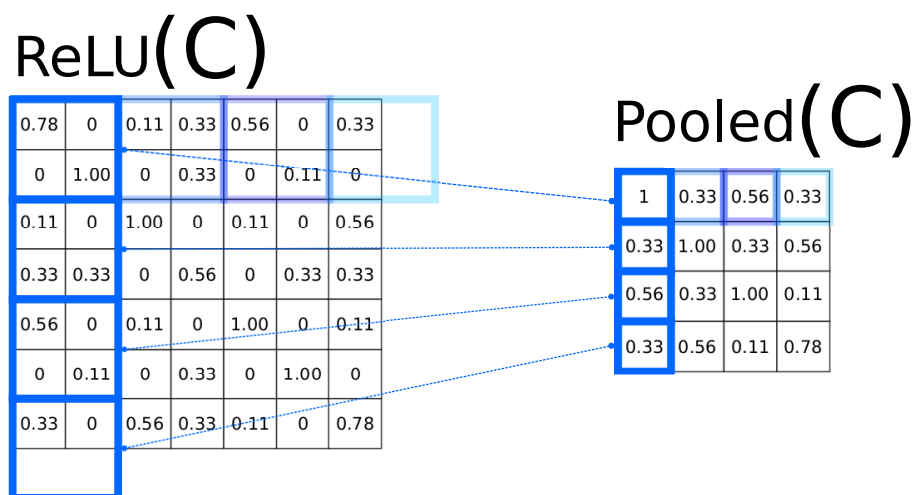 ReLU(C)
0.78 0 0.11 0.33 0.56 0 0.33
0 1.00 0 0.33 0 0.11 0
0.11 0 1.00 0 0.11 0 0.56
0.33 0.33 0 0.56 0 0.33 0.33
0.56 0 0.11 0 1.00 0 0.11
0 0.11 0 0.33 0 1.00 0
0.33 0 0.56 0.33 0.11 0 0.78
Pooled(C)
1 0.33 0.56 0.33
0.33 1.00 0.33 0.56
0.56 0.33 1.00 0.11
0.33 0.56 0.11 0.78